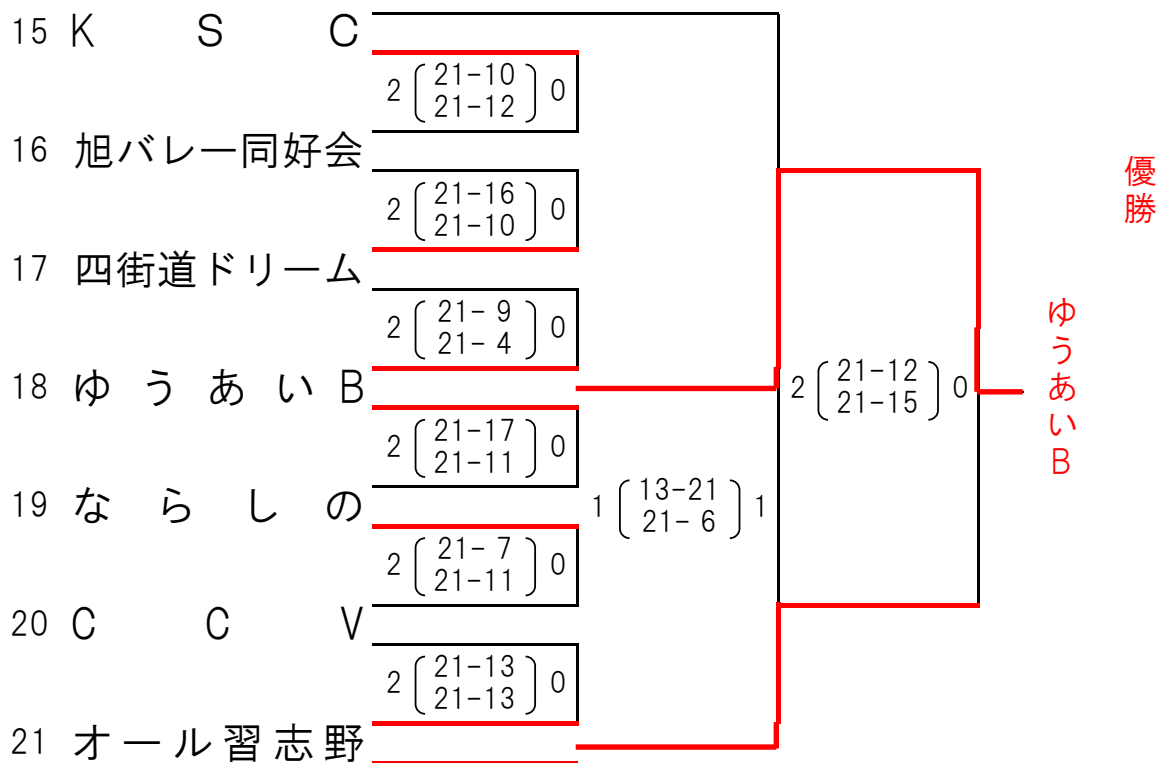 15 K S C
2 21-10 0
21-12
16 旭バレー同好会
2 21-16 0
21-10
17 四街道ドリーム
2 21- 9 0
21- 4
18 ゆうあいB
2 21-17 0
21-11
19 ならしの
2 21- 7 0
21-11
20 C C V
2 21-13 0
21-13
21 オール習志野
1 13-21 1
21- 6
2 21-12 0
21-15
優勝
ゆうあいB